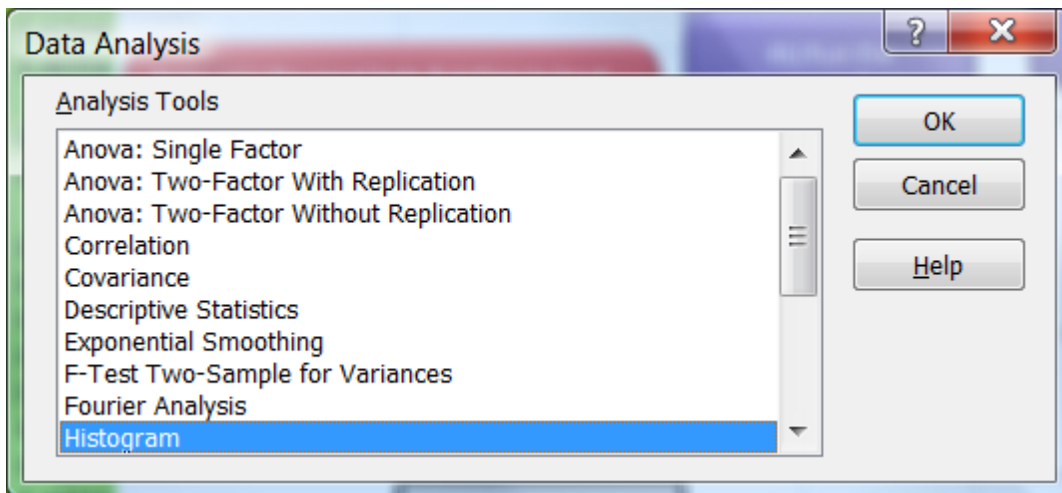 Data Analysis
?
Analysis Tools
Anova: Single Factor
Anova: Two-Factor With Replication
Anova: Two-Factor Without Replication
Correlation
Covariance
Descriptive Statistics
Exponential Smoothing
F-Test Two-Sample for Variances
Fourier Analysis
Histogram
OK
Cancel
Help